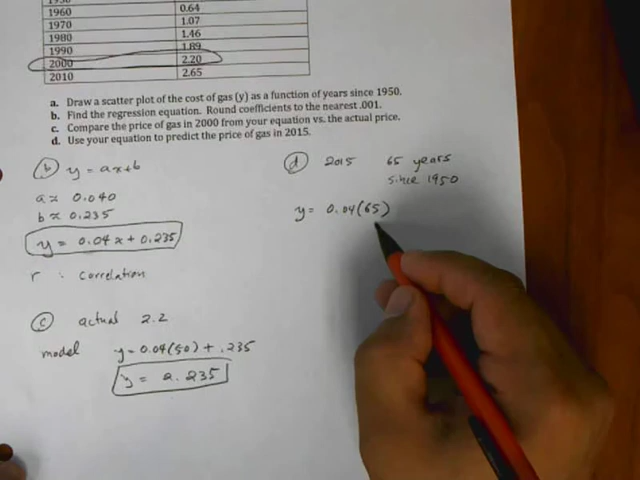 1960 0.64
1970 1.07
1980 1.46
1990 1.89
2000 2.20
2010 2.65
a. Draw a scatter plot of the cost of gas (y) as a function of years since 1950.
b. Find the regression equation. Round coefficients to the nearest .001.
c. Compare the price of gas in 2000 from your equation vs. the actual price.
d. Use your equation to predict the price of gas in 2015.
(b) y = ax+b
a ≈ 0.040
b ≈ 0.235
y = 0.04x + 0.235
r : correlation
(c) actual 2.2
model y = 0.04(50) + .235
y = 2.235
(d) 2015 65 years
since 1950
y = 0.04(65)